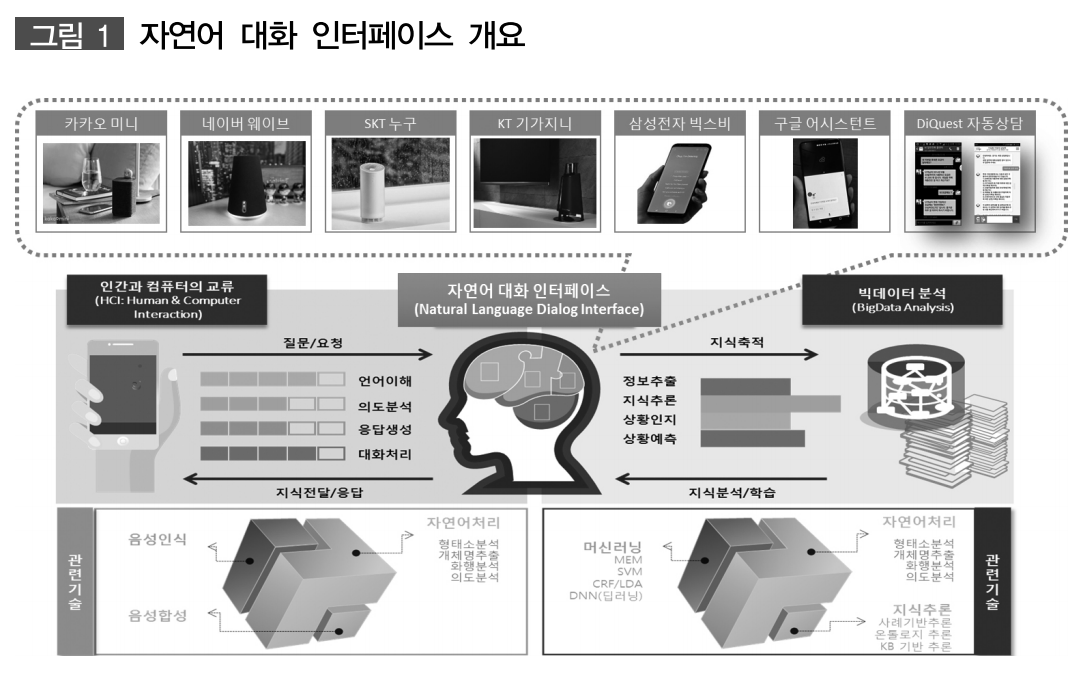 그림 1 자연어 대화 인터페이스 개요
카카오 미니
네이버 웨이브
SKT 누구
KT 기가지니
삼성전자 빅스비
구글 어시스턴트
DiQuest 자동상담
인간과 컴퓨터의 교류
(HCI: Human & Computer
Interaction)
자연어 대화 인터페이스
(Natural Language Dialog Interface)
빅데이터 분석
(BigData Analysis)
질문/요청
언어이해
의도분석
응답생성
대화처리
지식전달/응답
지식축적
정보추출
지식추론
상황인지
상황예측
지식분석/학습
관련기술
음성인식
음성합성
자연어처리
형태소분석
개체명추출
화행분석
의도분석
머신러닝
MEM
SVM
CRF/LDA
DNN(딥러닝)
자연어처리
형태소분석
개체명추출
화행분석
의도분석
지식추론
사례기반추론
온톨로지 추론
KB 기반 추론
관련기술